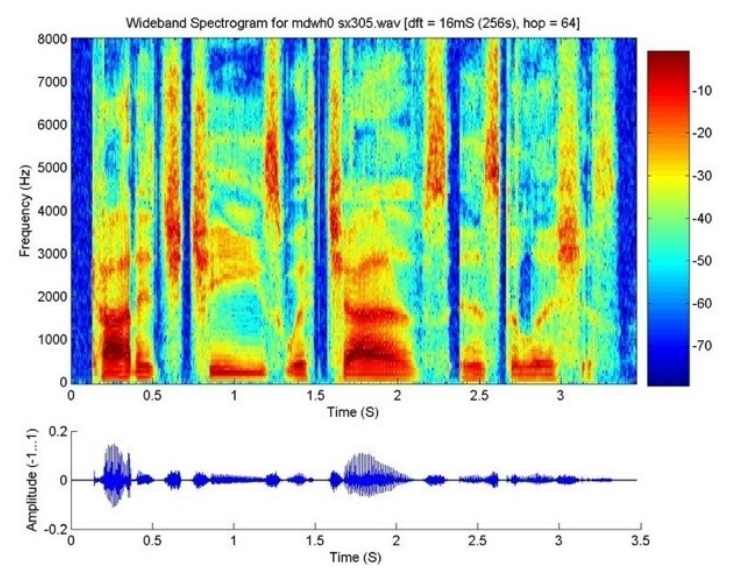 Wideband Spectrogram for mdwh0 sx305.wav [dft = 16mS (256s), hop = 64]
8000
7000
6000
5000
4000
3000
2000
1000
0
Frequency (Hz)
0 0.5 1 1.5 2 2.5 3
Time (S)
-10
-20
-30
-40
-50
-60
-70
0.2
0
-0.2
Amplitude (-1...1)
0 0.5 1 1.5 2 2.5 3 3.5
Time (S)